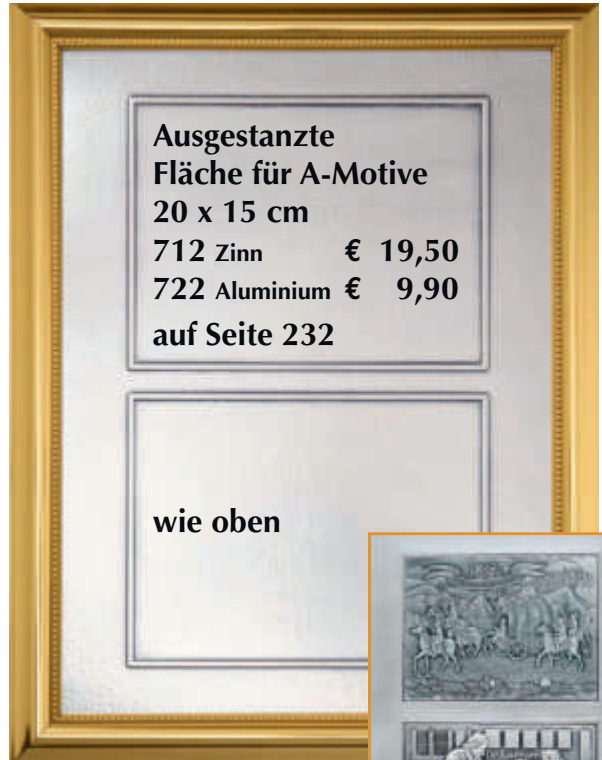 Ausgestanzte
Fläche für A-Motive
20 x 15 cm
712 Zinn € 19,50
722 Aluminium € 9,90
auf Seite 232
wie oben